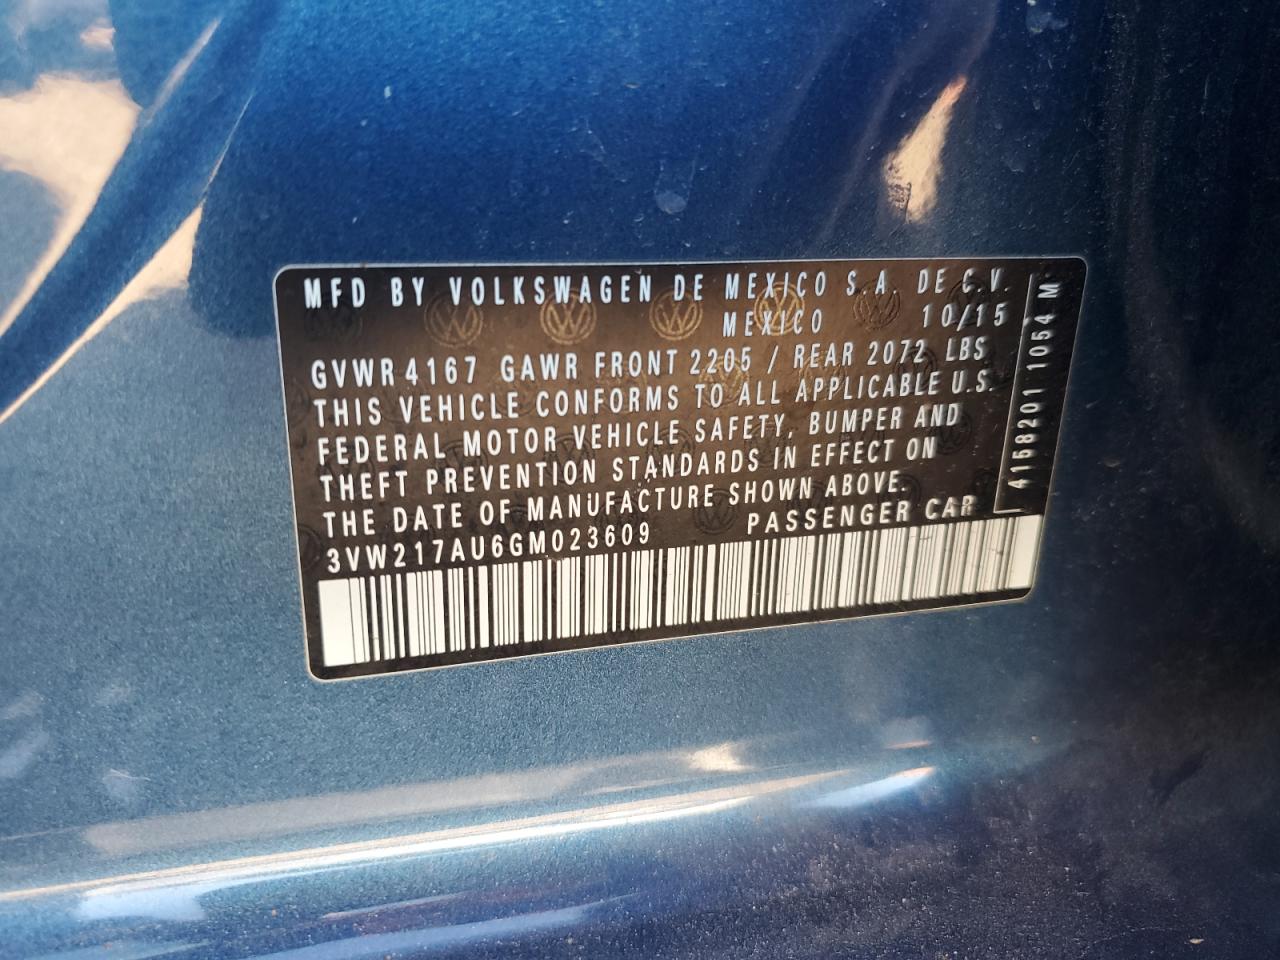 MFD BY VOLKSWAGEN DE MEXICO S.A. DE C.V.
MEXICO 10/15
GVWR 4167 GAWR FRONT 2205 / REAR 2072 LBS
THIS VEHICLE CONFORMS TO ALL APPLICABLE U.S.
FEDERAL MOTOR VEHICLE SAFETY, BUMPER AND
THEFT PREVENTION STANDARDS IN EFFECT ON
THE DATE OF MANUFACTURE SHOWN ABOVE.
3VW217AU6GM023609 PASSENGER CAR
4158201 1054 M